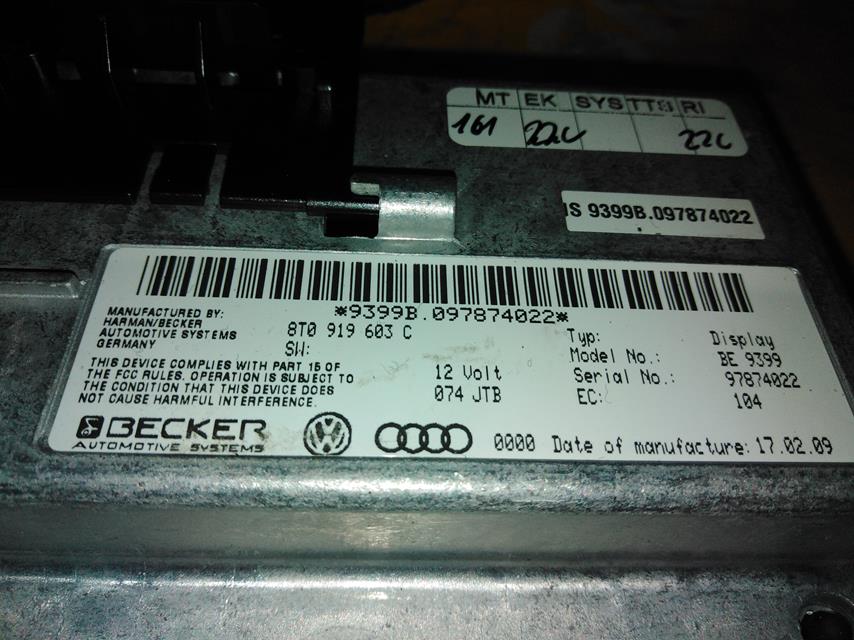 MT EK SYS TT RI
161 22C 22C
IS 9399B.097874022
*9399B.097874022*
MANUFACTURED BY:
HARMAN/BECKER
AUTOMOTIVE SYSTEMS
GERMANY
8T0 919 603 C
SW:
THIS DEVICE COMPLIES WITH PART 15 OF
THE FCC RULES. OPERATION IS SUBJECT TO
THE CONDITION THAT THIS DEVICE DOES
NOT CAUSE HARMFUL INTERFERENCE.
12 Volt
074 JTB
Typ: Display
Model No.: BE 9399
Serial No.: 97874022
EC: 104
BECKER
AUTOMOTIVE SYSTEMS
0000 Date of manufacture: 17.02.09